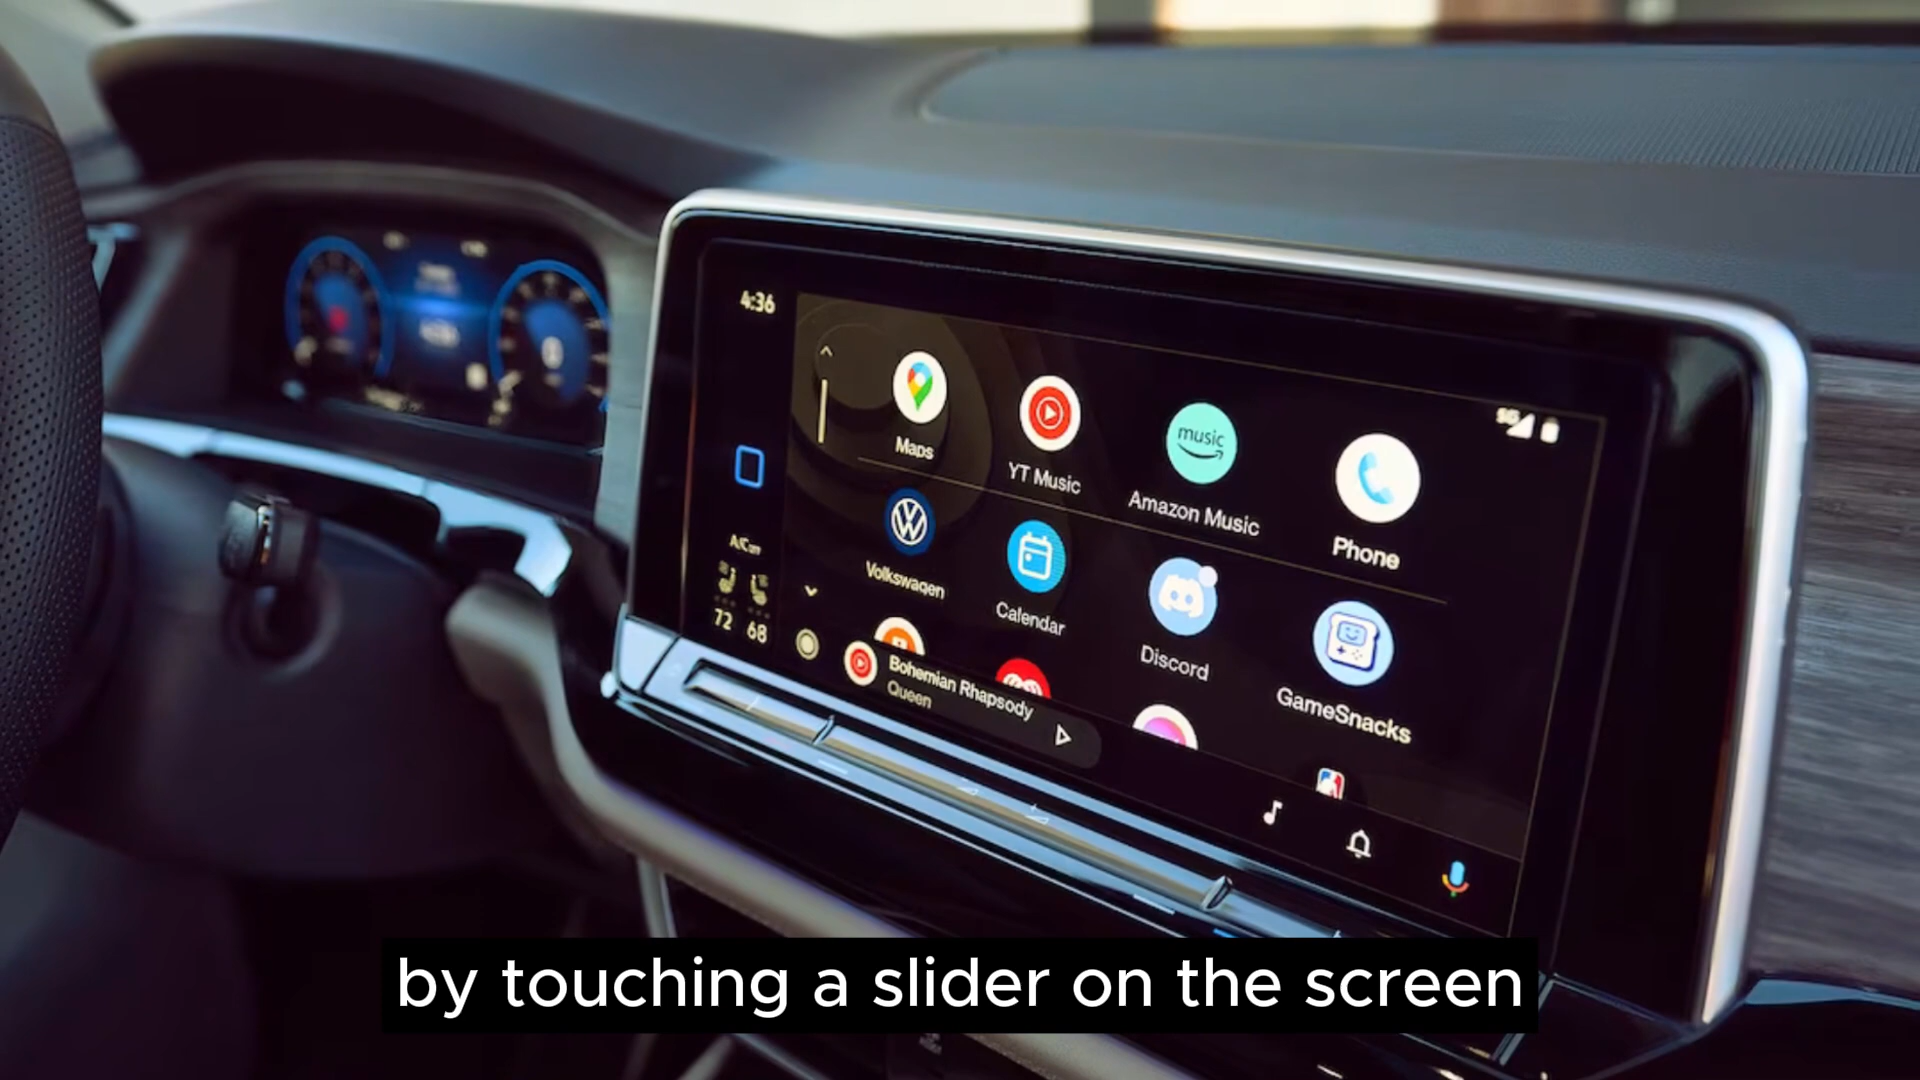 4:36
5G
Maps
YT Music
music
Amazon Music
Phone
Volkswagen
Calendar
Discord
GameSnacks
A/C
72 68
Bohemian Rhapsody
Queen
by touching a slider on the screen